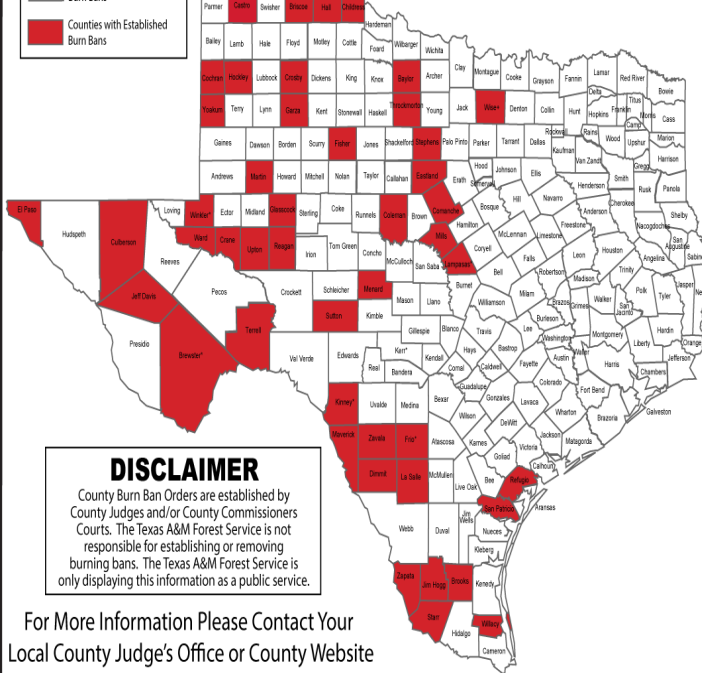 Counties with Established
Burn Bans
Parmer Castro Swisher Briscoe Hall Childress
Hardeman
Bailey Lamb Hale Floyd Motley Cottle Foard Wilbarger Wichita
Clay Montague Cooke Grayson Fannin Lamar Red River Bowie
Cochran Hockley Lubbock Crosby Dickens King Knox Baylor Archer
Delta Titus Franklin Morris Cass
Yoakum Terry Lynn Garza Kent Stonewall Haskell Throckmorton Young Jack Wise* Denton Collin Hunt Hopkins
Camp Marion
Gaines Dawson Borden Scurry Fisher Jones Shackelford Stephens Palo Pinto Parker Tarrant Dallas Rockwall Rains Wood Upshur
Kaufman Van Zandt Gregg Harrison
Andrews Martin Howard Mitchell Nolan Taylor Callahan Eastland Erath Hood Somervell Johnson Ellis Henderson Smith Rusk Panola
El Paso Hudspeth Culberson Loving Winkler* Ector Midland Glasscock Sterling Coke Runnels Coleman Brown Comanche Hamilton Bosque Hill Navarro Anderson Cherokee Shelby
Nacogdoches
San
Augustine
Reeves Ward Crane Upton Reagan Irion Tom Green Concho McCulloch San Saba Mills Lampasas* Coryell McLennan Limestone Freestone Leon Houston Angelina
Bell Falls Robertson Madison Trinity Polk Tyler
Jeff Davis Pecos Crockett Schleicher Menard Mason Llano Burnet Williamson Milam Brazos Grimes Walker San
Jacinto
Presidio Brewster* Terrell Sutton Kimble Gillespie Blanco Travis Lee Burleson Washington Montgomery Liberty Hardin Orange
Jefferson
Val Verde Edwards Real Kerr* Bandera Kendall Hays Comal Caldwell Bastrop Fayette Austin Waller Harris Chambers
Kinney* Uvalde Medina Bexar Guadalupe Gonzales Lavaca Colorado Fort Bend Galveston
Wilson Wharton Brazoria
Maverick Zavala Frio* Atascosa Karnes DeWitt Jackson Matagorda
Victoria
Goliad Calhoun
Dimmit La Salle McMullen Live Oak Bee Refugio
San Patricio Aransas
Webb Duval Jim
Wells Nueces
Kleberg
Zapata Jim Hogg Brooks Kenedy
Starr Hidalgo Willacy
Cameron
DISCLAIMER
County Burn Ban Orders are established by
County Judges and/or County Commissioners
Courts. The Texas A&M Forest Service is not
responsible for establishing or removing
burning bans. The Texas A&M Forest Service is
only displaying this information as a public service.
For More Information Please Contact Your
Local County Judge's Office or County Website